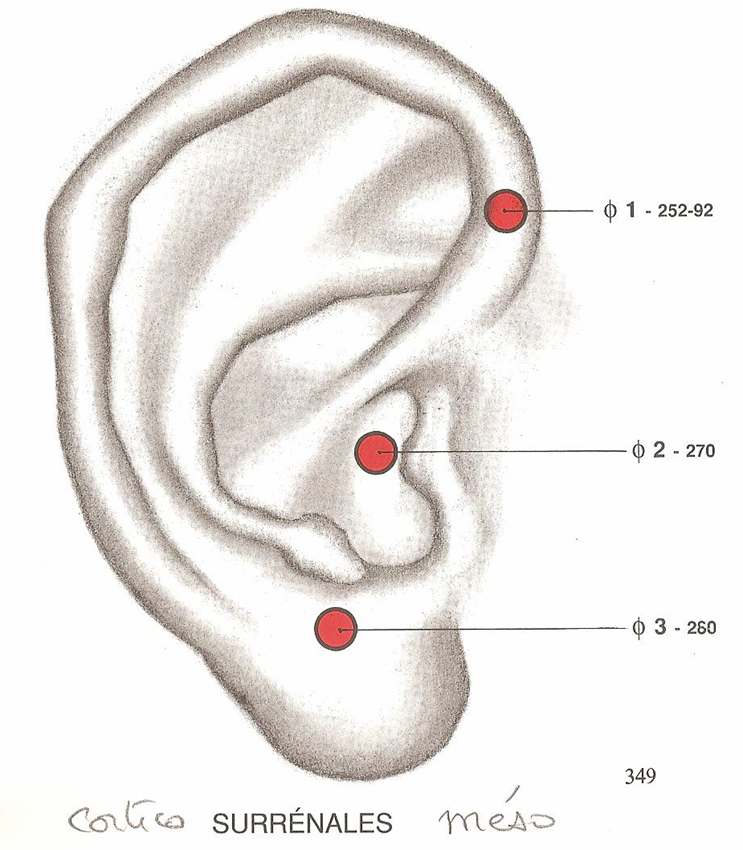 ϕ 1 - 252-92
ϕ 2 - 270
ϕ 3 - 260
349
cortico SURRÉNALES méso